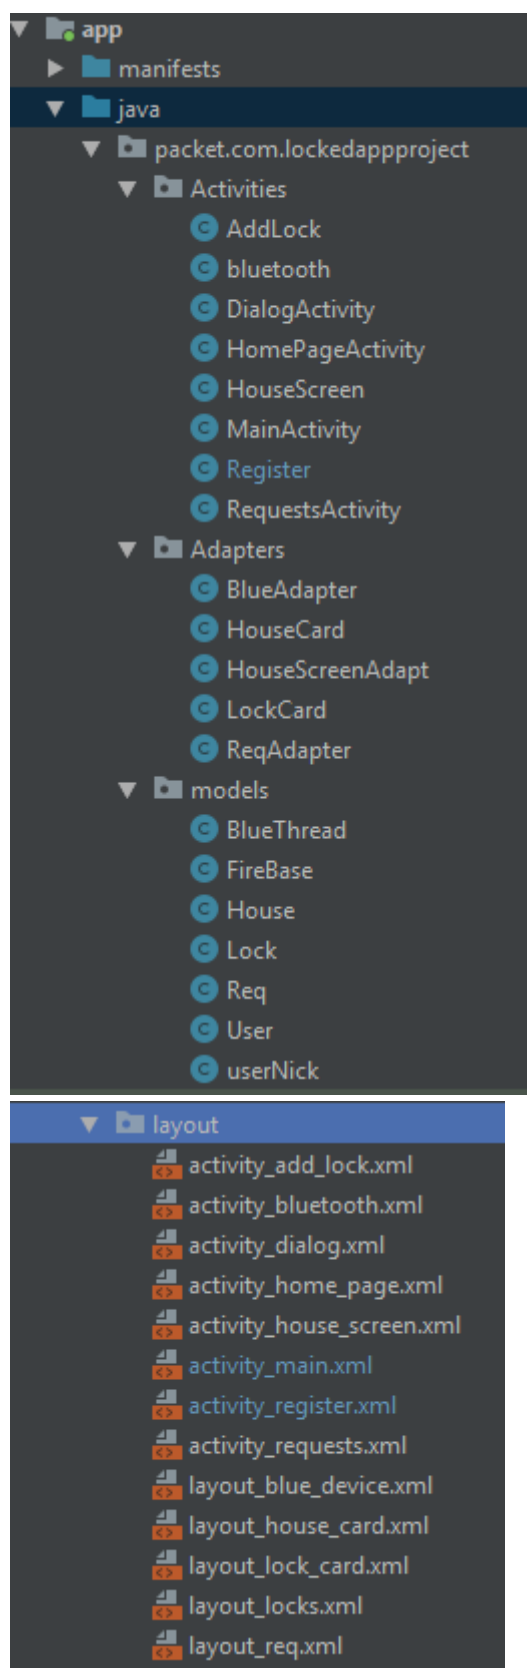 app
manifests
java
packet.com.lockedappproject
Activities
AddLock
bluetooth
DialogActivity
HomePageActivity
HouseScreen
MainActivity
Register
RequestsActivity
Adapters
BlueAdapter
HouseCard
HouseScreenAdapt
LockCard
ReqAdapter
models
BlueThread
FireBase
House
Lock
Req
User
userNick
layout
activity_add_lock.xml
activity_bluetooth.xml
activity_dialog.xml
activity_home_page.xml
activity_house_screen.xml
activity_main.xml
activity_register.xml
activity_requests.xml
layout_blue_device.xml
layout_house_card.xml
layout_lock_card.xml
layout_locks.xml
layout_req.xml